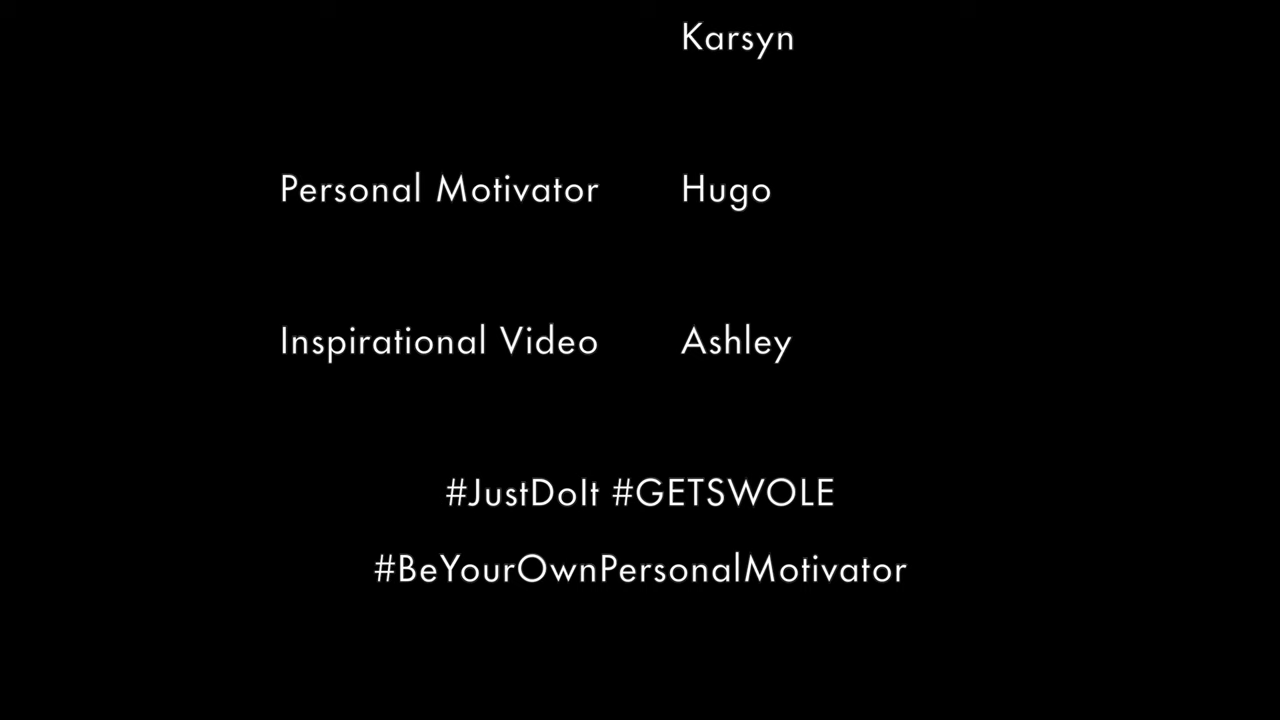 Karsyn
Personal Motivator Hugo
Inspirational Video Ashley
#JustDoIt #GETSWOLE
#BeYourOwnPersonalMotivator